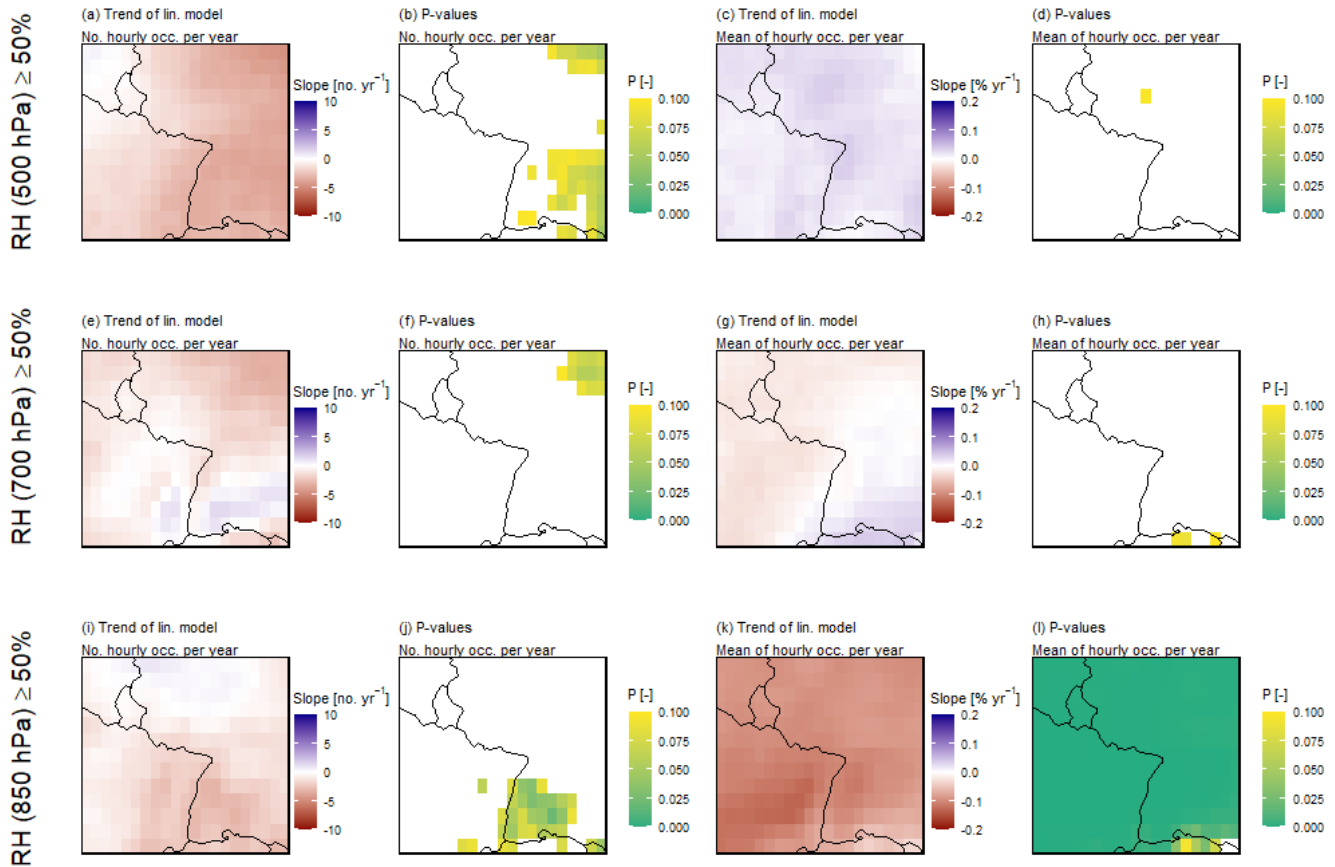 (a) Trend of lin. model
No. hourly occ. per year
(b) P-values
No. hourly occ. per year
(c) Trend of lin. model
Mean of hourly occ. per year
(d) P-values
Mean of hourly occ. per year
RH (500 hPa) ≥ 50%
Slope [no. yr⁻¹]
10
5
0
-5
-10
P [-]
0.100
0.075
0.050
0.025
0.000
Slope [% yr⁻¹]
0.2
0.1
0.0
-0.1
-0.2
P [-]
0.100
0.075
0.050
0.025
0.000
(e) Trend of lin. model
No. hourly occ. per year
(f) P-values
No. hourly occ. per year
(g) Trend of lin. model
Mean of hourly occ. per year
(h) P-values
Mean of hourly occ. per year
RH (700 hPa) ≥ 50%
Slope [no. yr⁻¹]
10
5
0
-5
-10
P [-]
0.100
0.075
0.050
0.025
0.000
Slope [% yr⁻¹]
0.2
0.1
0.0
-0.1
-0.2
P [-]
0.100
0.075
0.050
0.025
0.000
(i) Trend of lin. model
No. hourly occ. per year
(j) P-values
No. hourly occ. per year
(k) Trend of lin. model
Mean of hourly occ. per year
(l) P-values
Mean of hourly occ. per year
RH (850 hPa) ≥ 50%
Slope [no. yr⁻¹]
10
5
0
-5
-10
P [-]
0.100
0.075
0.050
0.025
0.000
Slope [% yr⁻¹]
0.2
0.1
0.0
-0.1
-0.2
P [-]
0.100
0.075
0.050
0.025
0.000